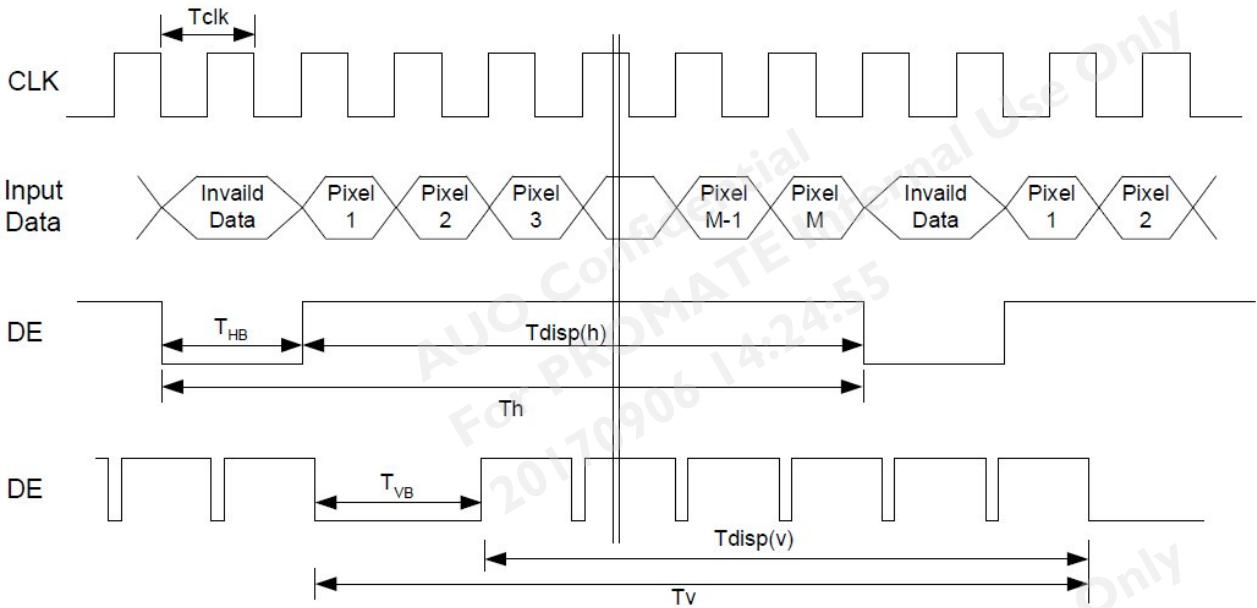 Tclk
CLK
Input
Data
Invaild
Data
Pixel
1
Pixel
2
Pixel
3
Pixel
M-1
Pixel
M
Invaild
Data
Pixel
1
Pixel
2
DE
THB
Tdisp(h)
Th
DE
TVB
Tdisp(v)
Tv
AUO Confidential
For PROMATE Internal Use Only
20170906 14:24:55
Only